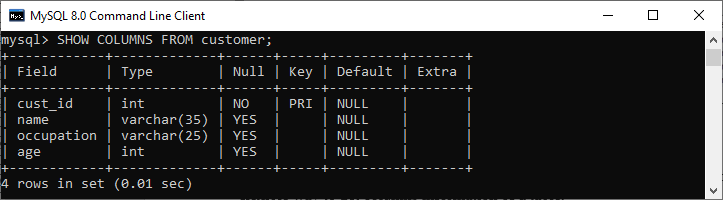 MySQL 8.0 Command Line Client
mysql> SHOW COLUMNS FROM customer;
+------------+-------------+------+-----+---------+-------+
| Field      | Type        | Null | Key | Default | Extra |
+------------+-------------+------+-----+---------+-------+
| cust_id    | int         | NO   | PRI | NULL    |       |
| name       | varchar(35) | YES  |     | NULL    |       |
| occupation | varchar(25) | YES  |     | NULL    |       |
| age        | int         | YES  |     | NULL    |       |
+------------+-------------+------+-----+---------+-------+
4 rows in set (0.01 sec)